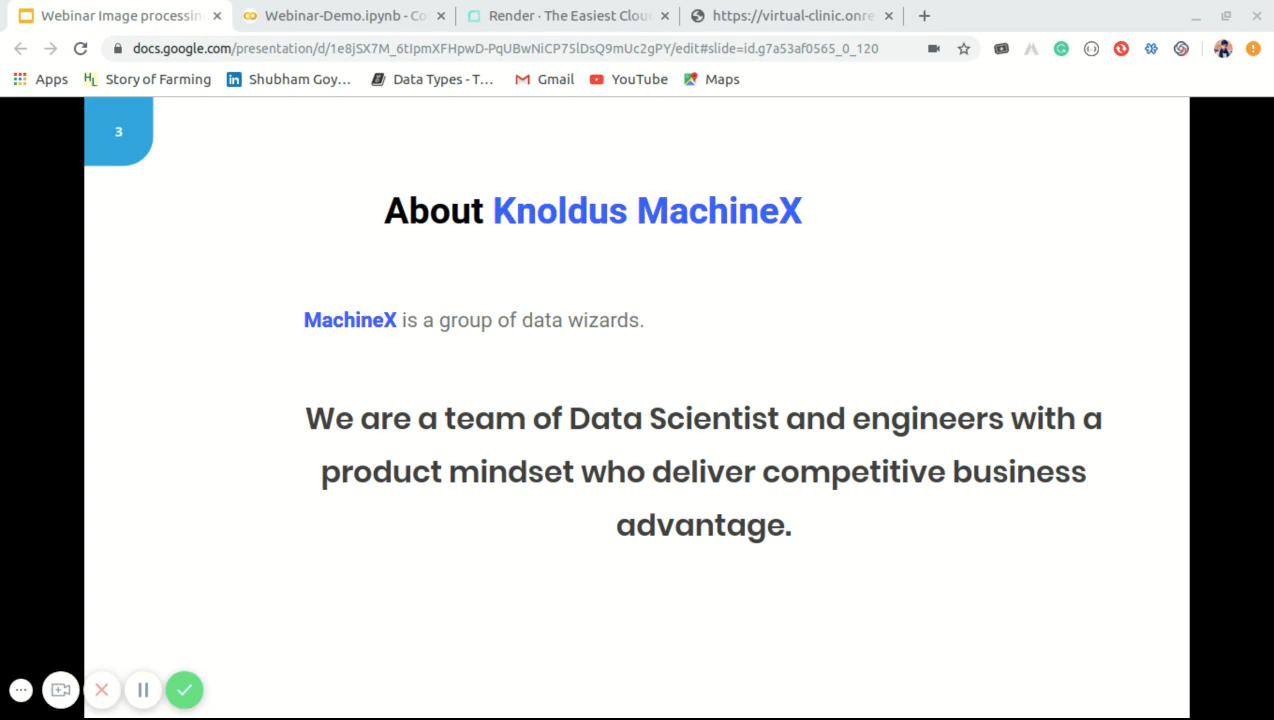 Webinar Image processin
Webinar-Demo.ipynb - Co
Render · The Easiest Clou
https://virtual-clinic.onre
docs.google.com/presentation/d/1e8jSX7M_6tIpmXFHpwD-PqUBwNiCP75lDsQ9mUc2gPY/edit#slide=id.g7a53af0565_0_120
Apps
HL Story of Farming
in Shubham Goy...
Data Types - T...
Gmail
YouTube
Maps
3
About Knoldus MachineX
MachineX is a group of data wizards.
We are a team of Data Scientist and engineers with a
product mindset who deliver competitive business
advantage.